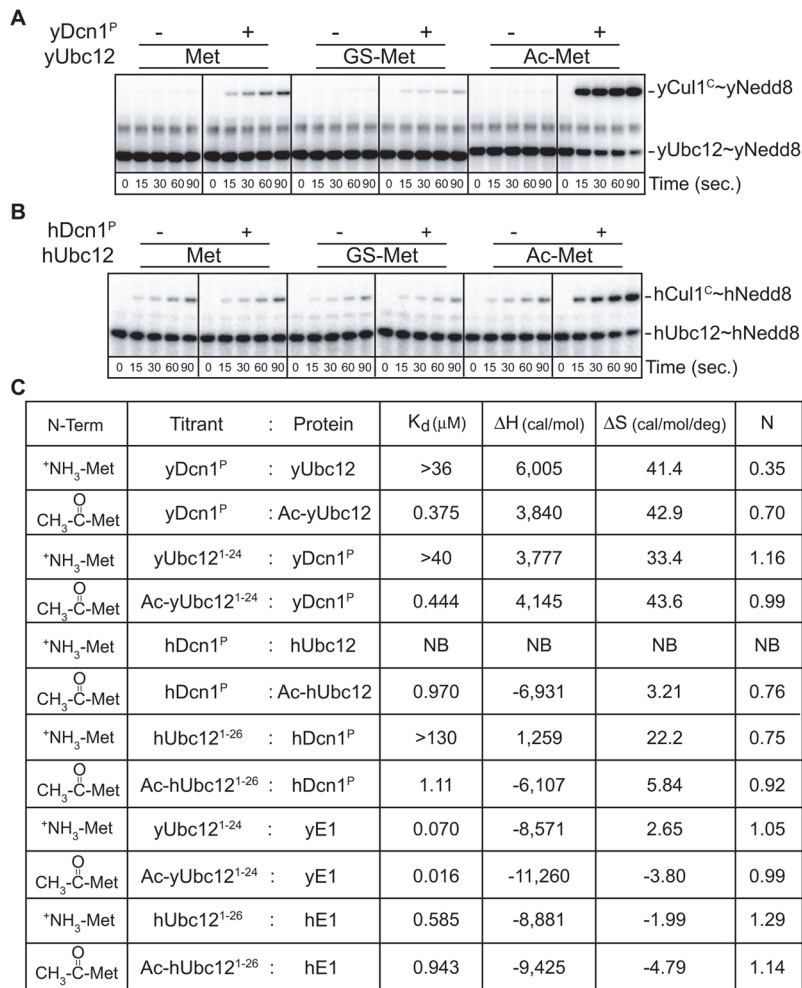 A
yDcn1ᴾ - + - + - +
yUbc12 Met GS-Met Ac-Met
-yCul1ᶜ~yNedd8
-yUbc12~yNedd8
0 15 30 60 90 0 15 30 60 90 0 15 30 60 90 0 15 30 60 90 0 15 30 60 90 0 15 30 60 90 Time (sec.)
B
hDcn1ᴾ - + - + - +
hUbc12 Met GS-Met Ac-Met
-hCul1ᶜ~hNedd8
-hUbc12~hNedd8
0 15 30 60 90 0 15 30 60 90 0 15 30 60 90 0 15 30 60 90 0 15 30 60 90 0 15 30 60 90 Time (sec.)
C
N-Term Titrant : Protein Kd (μM) ΔH (cal/mol) ΔS (cal/mol/deg) N
⁺NH₃-Met yDcn1ᴾ : yUbc12 >36 6,005 41.4 0.35
O
CH₃-C-Met yDcn1ᴾ : Ac-yUbc12 0.375 3,840 42.9 0.70
⁺NH₃-Met yUbc12¹⁻²⁴ : yDcn1ᴾ >40 3,777 33.4 1.16
O
CH₃-C-Met Ac-yUbc12¹⁻²⁴ : yDcn1ᴾ 0.444 4,145 43.6 0.99
⁺NH₃-Met hDcn1ᴾ : hUbc12 NB NB NB NB
O
CH₃-C-Met hDcn1ᴾ : Ac-hUbc12 0.970 -6,931 3.21 0.76
⁺NH₃-Met hUbc12¹⁻²⁶ : hDcn1ᴾ >130 1,259 22.2 0.75
O
CH₃-C-Met Ac-hUbc12¹⁻²⁶ : hDcn1ᴾ 1.11 -6,107 5.84 0.92
⁺NH₃-Met yUbc12¹⁻²⁴ : yE1 0.070 -8,571 2.65 1.05
O
CH₃-C-Met Ac-yUbc12¹⁻²⁴ : yE1 0.016 -11,260 -3.80 0.99
⁺NH₃-Met hUbc12¹⁻²⁶ : hE1 0.585 -8,881 -1.99 1.29
O
CH₃-C-Met Ac-hUbc12¹⁻²⁶ : hE1 0.943 -9,425 -4.79 1.14